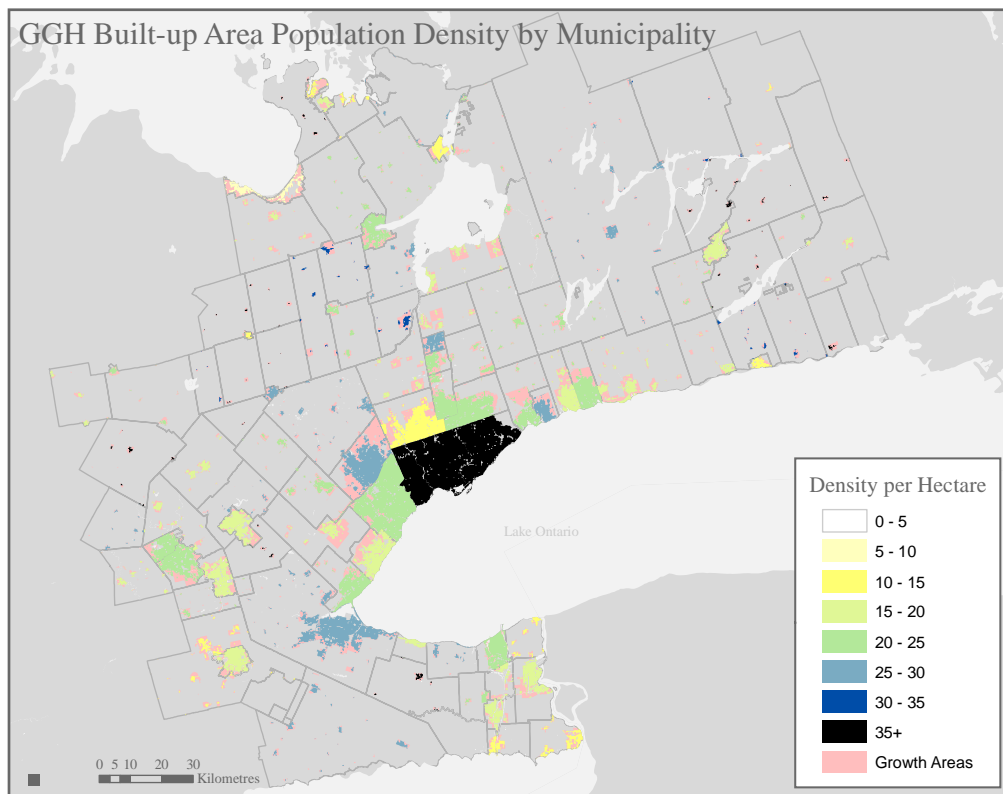 GGH Built-up Area Population Density by Municipality
Lake Ontario
Density per Hectare
0 - 5
5 - 10
10 - 15
15 - 20
20 - 25
25 - 30
30 - 35
35+
Growth Areas
0 5 10 20 30
Kilometres